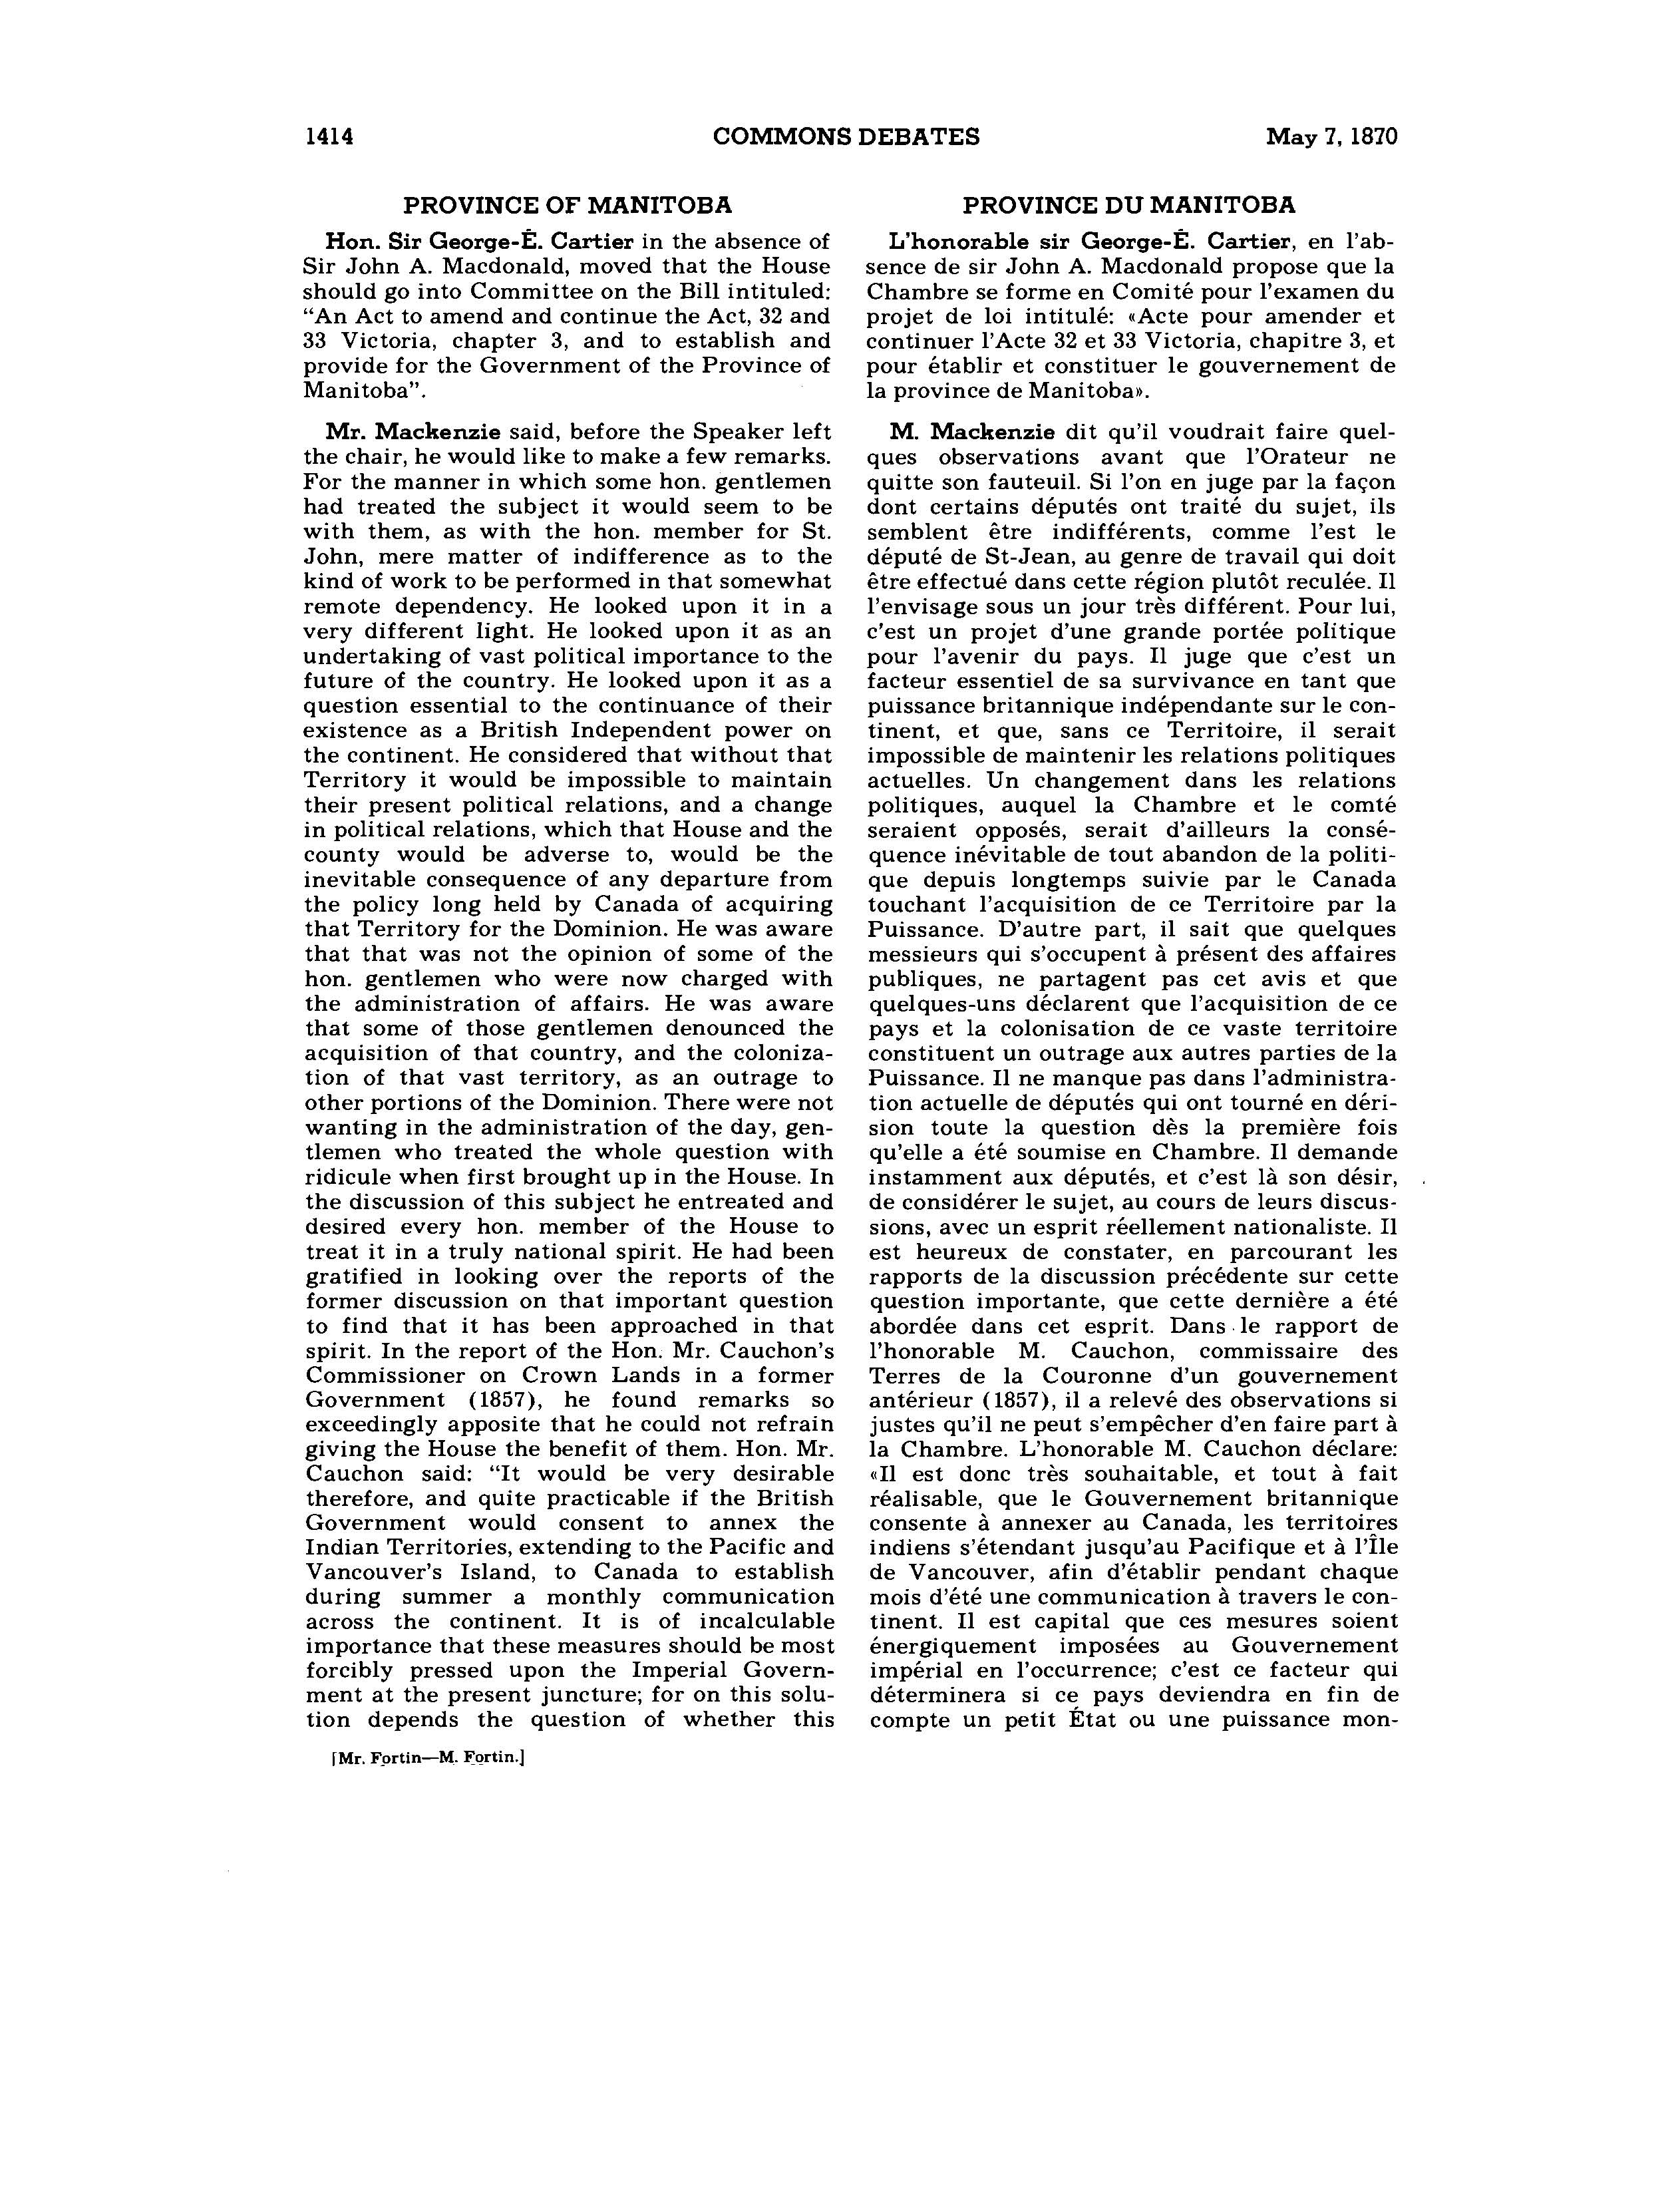 1414 COMMONS DEBATES May 7, 1870
PROVINCE OF MANITOBA
Hon. Sir George-É. Cartier in the absence of
Sir John A. Macdonald, moved that the House
should go into Committee on the Bill intituled:
“An Act to amend and continue the Act, 32 and
33 Victoria, chapter 3, and to establish and
provide for the Government of the Province of
Manitoba”.
Mr. Mackenzie said, before the Speaker left
the chair, he would like to make a few remarks.
For the manner in which some hon. gentlemen
had treated the subject it would seem to be
with them, as with the hon. member for St.
John, mere matter of indifference as to the
kind of work to be performed in that somewhat
remote dependency. He looked upon it in a
very different light. He looked upon it as an
undertaking of vast political importance to the
future of the country. He looked upon it as a
question essential to the continuance of their
existence as a British Independent power on
the continent. He considered that without that
Territory it would be impossible to maintain
their present political relations, and a change
in political relations, which that House and the
county would be adverse to, would be the
inevitable consequence of any departure from
the policy long held by Canada of acquiring
that Territory for the Dominion. He was aware
that that was not the opinion of some of the
hon. gentlemen who were now charged with
the administration of affairs. He was aware
that some of those gentlemen denounced the
acquisition of that country, and the coloniza-
tion of that vast territory, as an outrage to
other portions of the Dominion. There were not
wanting in the administration of the day, gen-
tlemen who treated the whole question with
ridicule when first brought up in the House. In
the discussion of this subject he entreated and
desired every hon. member of the House to
treat it in a truly national spirit. He had been
gratified in looking over the reports of the
former discussion on that important question
to find that it has been approached in that
spirit. In the report of the Hon. Mr. Cauchon's
Commissioner on Crown Lands in a former
Government (1857), he found remarks so
exceedingly apposite that he could not refrain
giving the House the benefit of them. Hon. Mr.
Cauchon said: “It would be very desirable
therefore, and quite practicable if the British
Government would consent to annex the
Indian Territories, extending to the Pacific and
Vancouver's Island, to Canada to establish
during summer a monthly communication
across the continent. It is of incalculable
importance that these measures should be most
forcibly pressed upon the Imperial Govern-
ment at the present juncture; for on this solu-
tion depends the question of whether this
[Mr. Fortin—M. Fortin.]
PROVINCE DU MANITOBA
L'honorable sir George-É. Cartier, en l'ab-
sence de sir John A. Macdonald propose que la
Chambre se forme en Comité pour l'examen du
projet de loi intitulé: «Acte pour amender et
continuer l'Acte 32 et 33 Victoria, chapitre 3, et
pour établir et constituer le gouvernement de
la province de Manitoba».
M. Mackenzie dit qu'il voudrait faire quel-
ques observations avant que l'Orateur ne
quitte son fauteuil. Si l'on en juge par la façon
dont certains députés ont traité du sujet, ils
semblent être indifférents, comme l'est le
député de St-Jean, au genre de travail qui doit
être effectué dans cette région plutôt reculée. Il
l'envisage sous un jour très différent. Pour lui,
c'est un projet d'une grande portée politique
pour l'avenir du pays. Il juge que c'est un
facteur essentiel de sa survivance en tant que
puissance britannique indépendante sur le con-
tinent, et que, sans ce Territoire, il serait
impossible de maintenir les relations politiques
actuelles. Un changement dans les relations
politiques, auquel la Chambre et le comté
seraient opposés, serait d'ailleurs la consé-
quence inévitable de tout abandon de la politi-
que depuis longtemps suivie par le Canada
touchant l'acquisition de ce Territoire par la
Puissance. D'autre part, il sait que quelques
messieurs qui s'occupent à présent des affaires
publiques, ne partagent pas cet avis et que
quelques-uns déclarent que l'acquisition de ce
pays et la colonisation de ce vaste territoire
constituent un outrage aux autres parties de la
Puissance. Il ne manque pas dans l'administra-
tion actuelle de députés qui ont tourné en déri-
sion toute la question dès la première fois
qu'elle a été soumise en Chambre. Il demande
instamment aux députés, et c'est là son désir,
de considérer le sujet, au cours de leurs discus-
sions, avec un esprit réellement nationaliste. Il
est heureux de constater, en parcourant les
rapports de la discussion précédente sur cette
question importante, que cette dernière a été
abordée dans cet esprit. Dans le rapport de
l'honorable M. Cauchon, commissaire des
Terres de la Couronne d'un gouvernement
antérieur (1857), il a relevé des observations si
justes qu'il ne peut s'empêcher d'en faire part à
la Chambre. L'honorable M. Cauchon déclare:
«Il est donc très souhaitable, et tout à fait
réalisable, que le Gouvernement britannique
consente à annexer au Canada, les territoires
indiens s'étendant jusqu'au Pacifique et à l'Île
de Vancouver, afin d'établir pendant chaque
mois d'été une communication à travers le con-
tinent. Il est capital que ces mesures soient
énergiquement imposées au Gouvernement
impérial en l'occurrence; c'est ce facteur qui
déterminera si ce pays deviendra en fin de
compte un petit État ou une puissance mon-